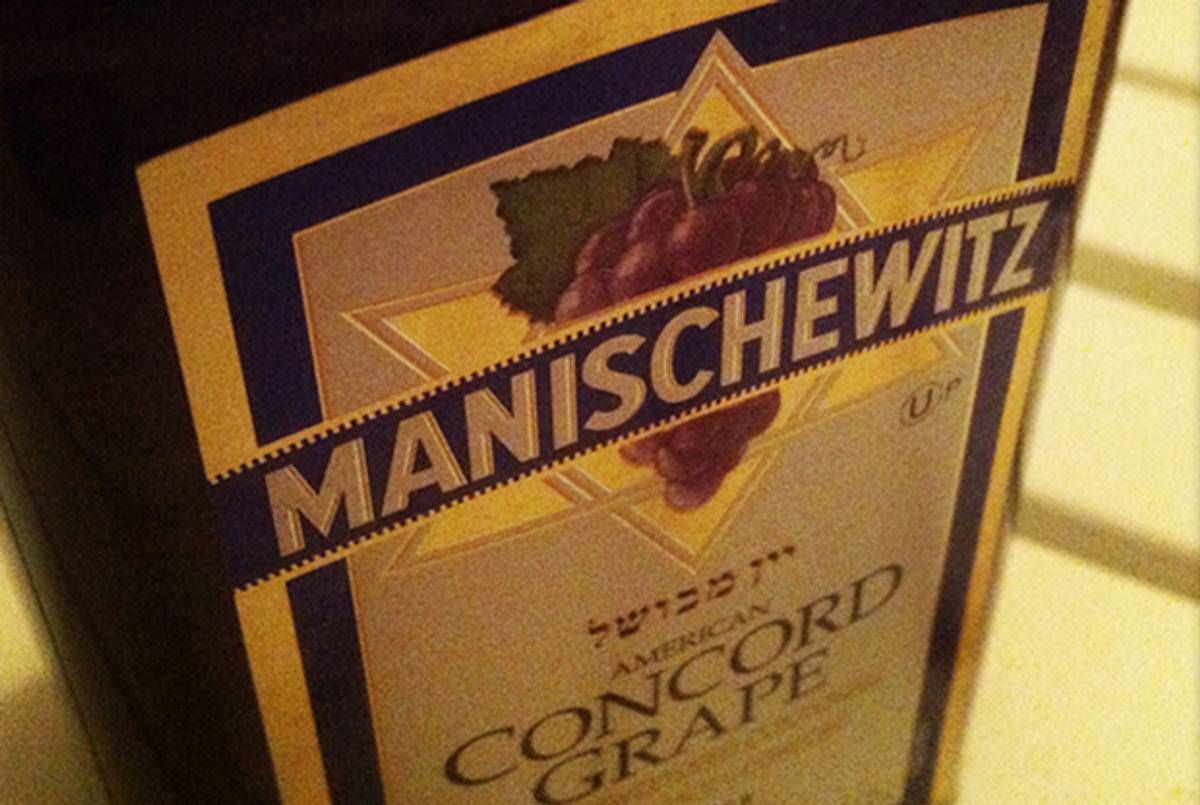 MANISCHEWITZ
U P
יין מבושל
AMERICAN
CONCORD
GRAPE